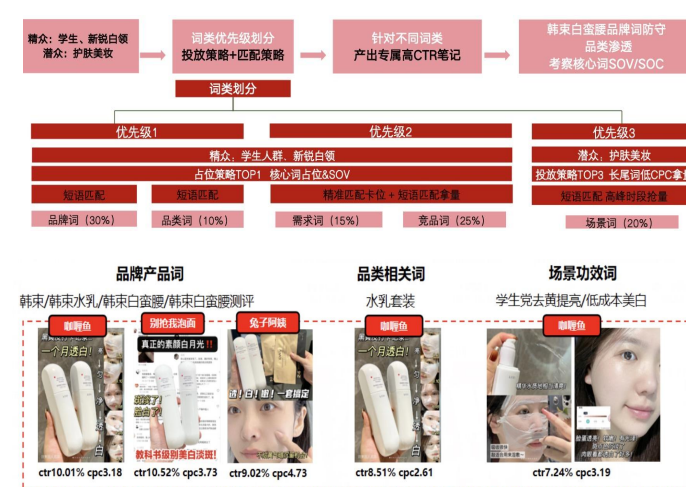 精众：学生、新锐白领
潜众：护肤美妆
词类优先级划分
投放策略+匹配策略
针对不同词类
产出专属高CTR笔记
韩束白蛮腰品牌词防守
品类渗透
考察核心词SOV/SOC
词类划分
优先级1
优先级2
优先级3
精众：学生人群、新锐白领
潜众：护肤美妆
占位策略TOP1 核心词占位&SOV
投放策略TOP3 长尾词低CPC拿
短语匹配
短语匹配
精准匹配卡位 + 短语匹配拿量
短语匹配 高峰时段抢量
品牌词（30%）
品类词（10%）
需求词（15%）
竞品词（25%）
场景词（20%）
品牌产品词
品类相关词
场景功效词
韩束/韩束水乳/韩束白蛮腰/韩束白蛮腰测评
水乳套装
学生党去黄提亮/低成本美白
咖喱鱼
别抢我泡面
兔子阿姨
咖喱鱼
咖喱鱼
一个月透白！
真正的素颜白月光‼
教科书级别美白淡斑！
透！白！嫩！一套搞定
一个月透白！
ctr10.01% cpc3.18
ctr10.52% cpc3.73
ctr9.02% cpc4.73
ctr8.51% cpc2.61
ctr7.24% cpc3.19